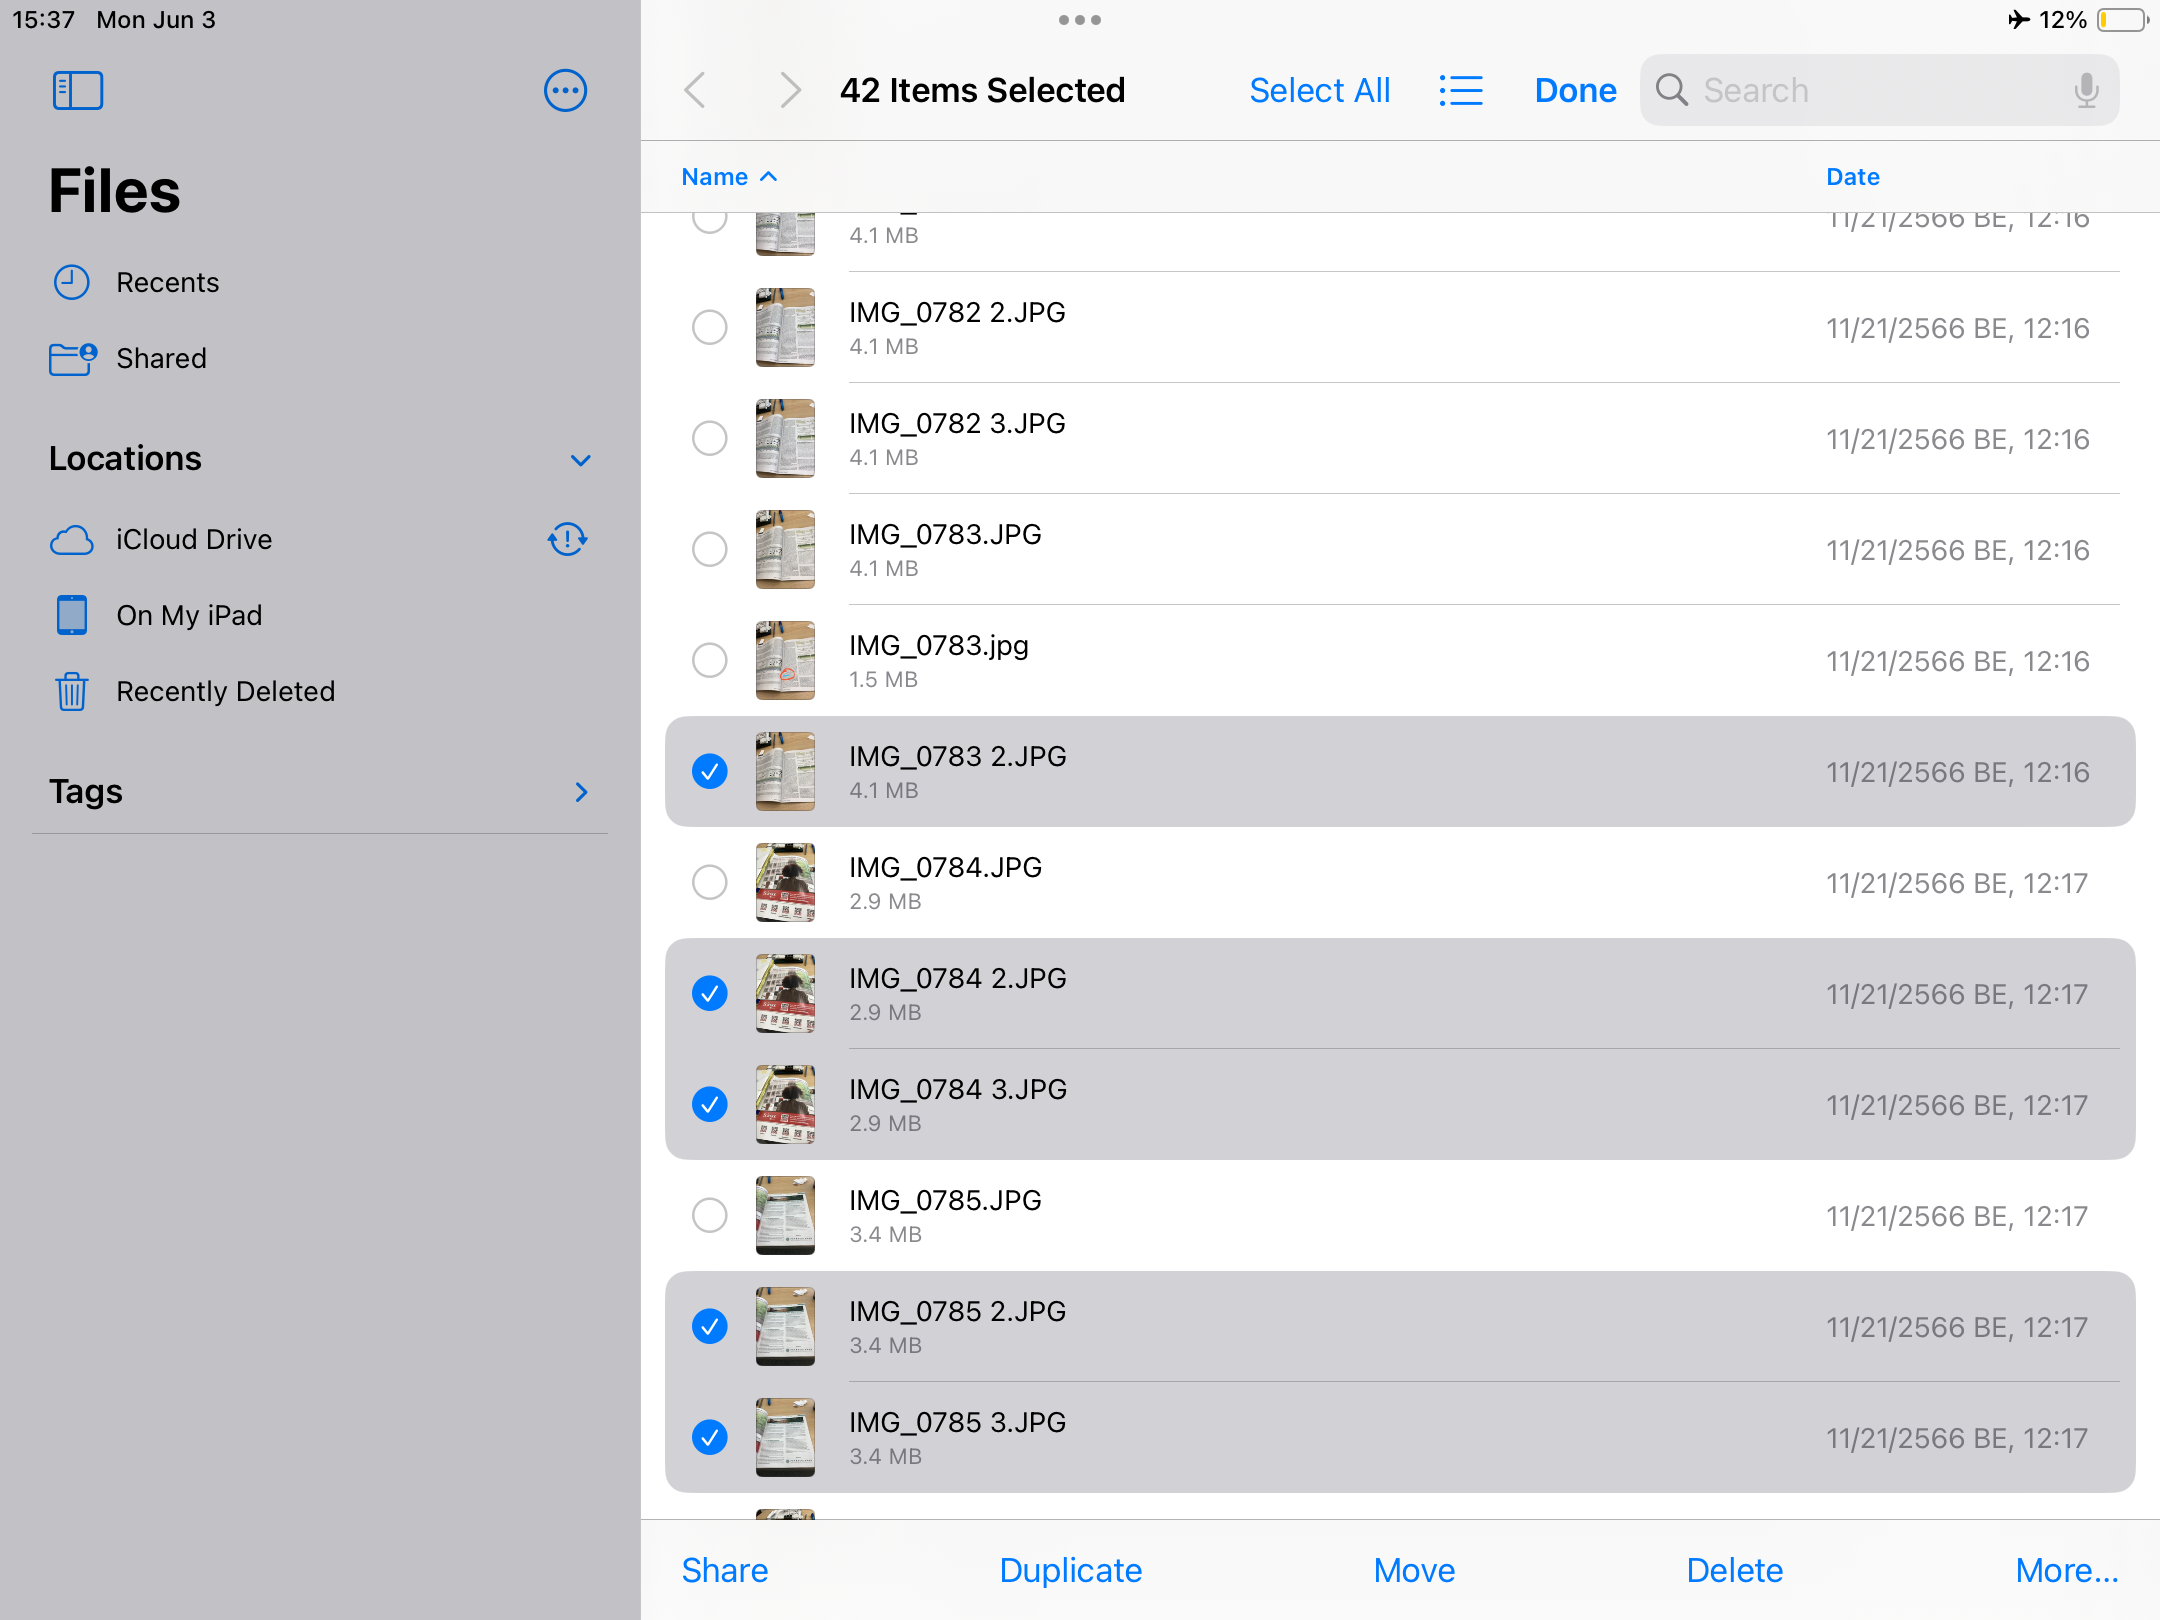 15:37 Mon Jun 3
12%
Files
Recents
Shared
Locations
iCloud Drive
On My iPad
Recently Deleted
Tags
42 Items Selected
Select All
Done
Search
Name
Date
4.1 MB
11/21/2566 BE, 12:16
IMG_0782 2.JPG
4.1 MB
11/21/2566 BE, 12:16
IMG_0782 3.JPG
4.1 MB
11/21/2566 BE, 12:16
IMG_0783.JPG
4.1 MB
11/21/2566 BE, 12:16
IMG_0783.jpg
1.5 MB
11/21/2566 BE, 12:16
IMG_0783 2.JPG
4.1 MB
11/21/2566 BE, 12:16
IMG_0784.JPG
2.9 MB
11/21/2566 BE, 12:17
IMG_0784 2.JPG
2.9 MB
11/21/2566 BE, 12:17
IMG_0784 3.JPG
2.9 MB
11/21/2566 BE, 12:17
IMG_0785.JPG
3.4 MB
11/21/2566 BE, 12:17
IMG_0785 2.JPG
3.4 MB
11/21/2566 BE, 12:17
IMG_0785 3.JPG
3.4 MB
11/21/2566 BE, 12:17
Share
Duplicate
Move
Delete
More...